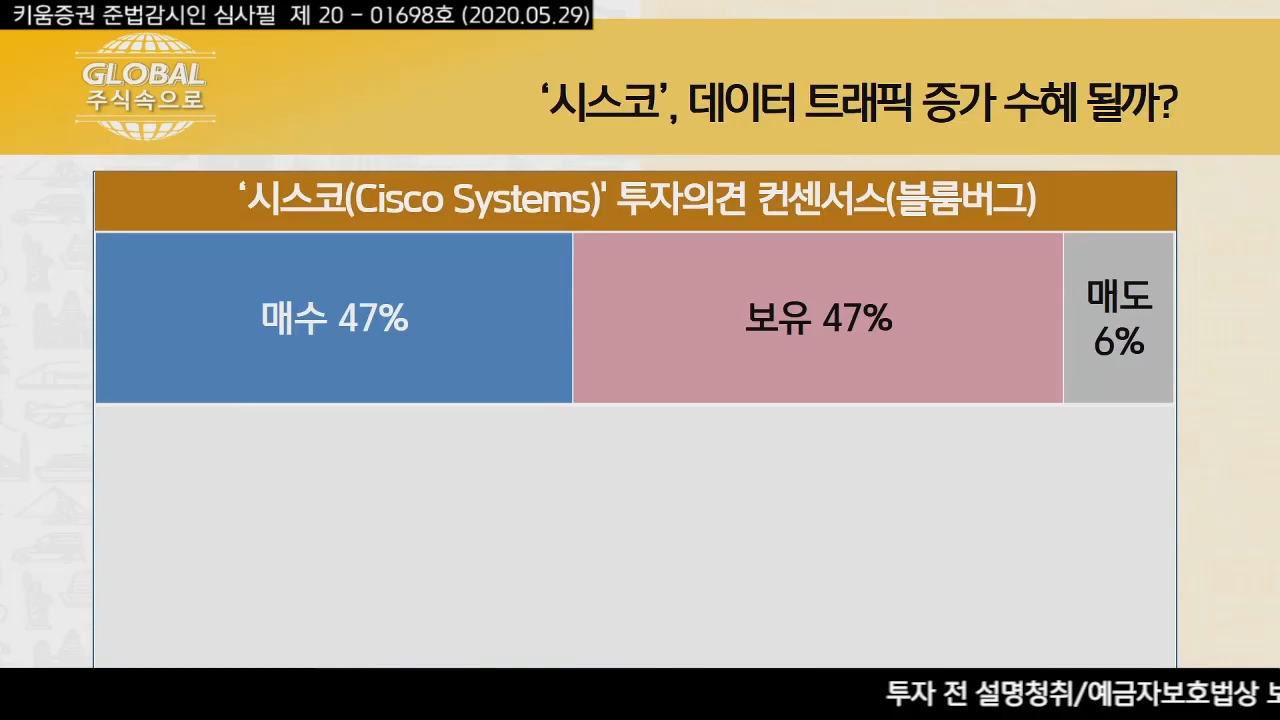 키움증권 준법감시인 심사필 제 20 - 01698호 (2020.05.29)
GLOBAL
주식속으로
‘시스코’, 데이터 트래픽 증가 수혜 될까?
‘시스코(Cisco Systems)' 투자의견 컨센서스(블룸버그)
매수 47%
보유 47%
매도
6%
투자 전 설명청취/예금자보호법상